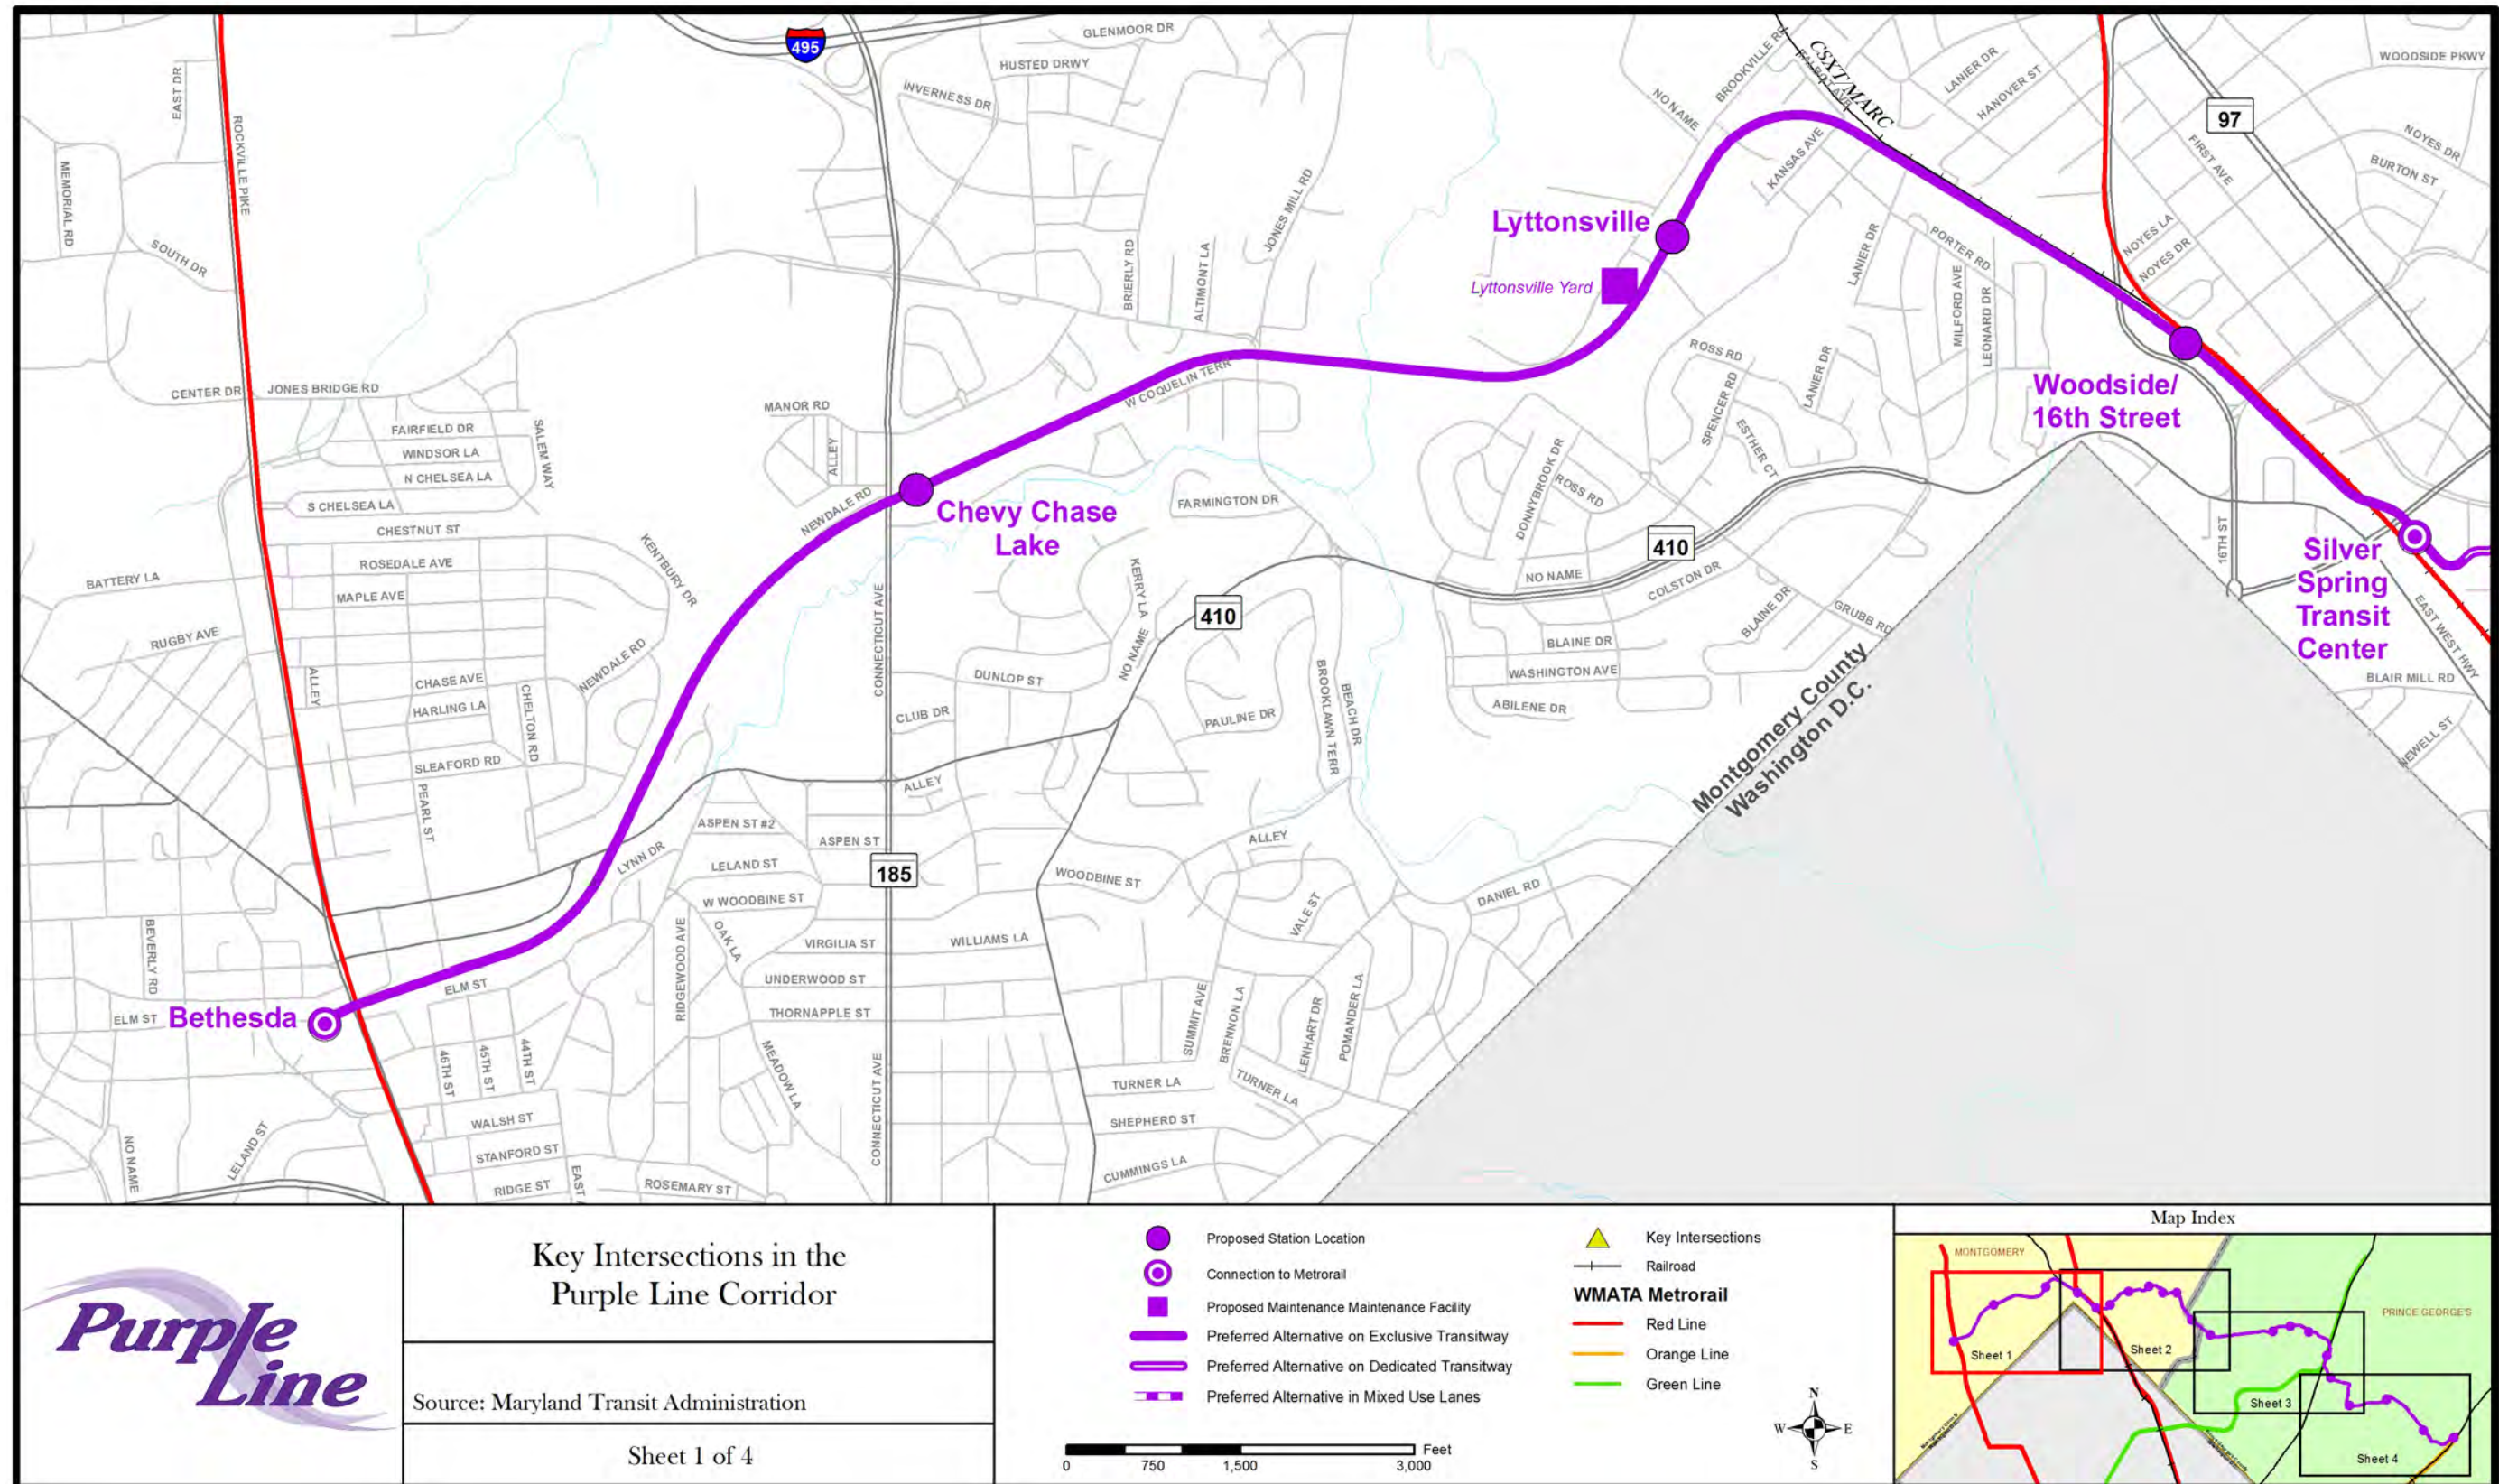 495
GLENMOOR DR
HUSTED DRWY
INVERNESS DR
EAST DR
ROCKVILLE PIKE
MEMORIAL RD
SOUTH DR
BROOKVILLE RD
CSXT/MARC
NO NAME
LANIER DR
HANOVER ST
WOODSIDE PKWY
97
NOYES DR
BURTON ST
FIRST AVE
KANSAS AVE
JONES MILL RD
BRIERLY RD
ALTIMONT LA
Lyttonsville
Lyttonsville Yard
LANIER DR
PORTER RD
NOYES LA
NOYES DR
MILFORD AVE
LEONARD DR
CENTER DR
JONES BRIDGE RD
FAIRFIELD DR
WINDSOR LA
N CHELSEA LA
S CHELSEA LA
SALEM WAY
MANOR RD
ALLEY
W COQUELIN TERR
ROSS RD
SPENCER RD
LANIER DR
ESTHER CT
Woodside/
16th Street
NEWDALE RD
Chevy Chase
Lake
FARMINGTON DR
DONNYBROOK DR
ROSS RD
CHESTNUT ST
ROSEDALE AVE
MAPLE AVE
KENTBURY DR
BATTERY LA
RUGBY AVE
410
NO NAME
COLSTON DR
16TH ST
Silver
Spring
Transit
Center
EAST WEST HWY
CONNECTICUT AVE
KERRY LA
410
NO NAME
BLAINE DR
BLAINE DR
GRUBB RD
WASHINGTON AVE
ABILENE DR
BLAIR MILL RD
NEWELL ST
ALLEY
CHASE AVE
HARLING LA
CHELTON RD
NEWDALE RD
DUNLOP ST
CLUB DR
PAULINE DR
BROOKLAWN TERR
BEACH DR
Montgomery County
Washington D.C.
SLEAFORD RD
PEARL ST
ALLEY
ASPEN ST #2
ASPEN ST
LYNN DR
LELAND ST
185
ALLEY
WOODBINE ST
W WOODBINE ST
DANIEL RD
VALE ST
BEVERLY RD
RIDGEWOOD AVE
OAK LA
VIRGILIA ST
WILLIAMS LA
UNDERWOOD ST
THORNAPPLE ST
ELM ST
ELM ST
Bethesda
46TH ST
45TH ST
44TH ST
SUMMIT AVE
BRENNON LA
LENHART DR
POMANDER LA
MEADOW LA
CONNECTICUT AVE
TURNER LA
TURNER LA
SHEPHERD ST
CUMMINGS LA
NO NAME
LELAND ST
WALSH ST
STANFORD ST
RIDGE ST
ROSEMARY ST
Purple
Line
Key Intersections in the
Purple Line Corridor
Source: Maryland Transit Administration
Sheet 1 of 4
Proposed Station Location
Connection to Metrorail
Proposed Maintenance Maintenance Facility
Preferred Alternative on Exclusive Transitway
Preferred Alternative on Dedicated Transitway
Preferred Alternative in Mixed Use Lanes
0 750 1,500 3,000 Feet
Key Intersections
Railroad
WMATA Metrorail
Red Line
Orange Line
Green Line
N
W E
S
Map Index
MONTGOMERY
PRINCE GEORGE'S
Sheet 1
Sheet 2
Sheet 3
Sheet 4